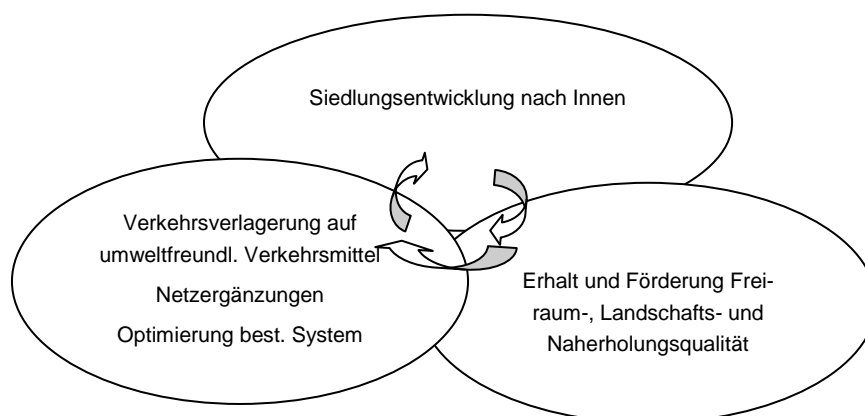 Siedlungsentwicklung nach Innen
Verkehrsverlagerung auf
umweltfreundl. Verkehrsmittel
Netzergänzungen
Optimierung best. System
Erhalt und Förderung Frei-
raum-, Landschafts- und
Naherholungsqualität